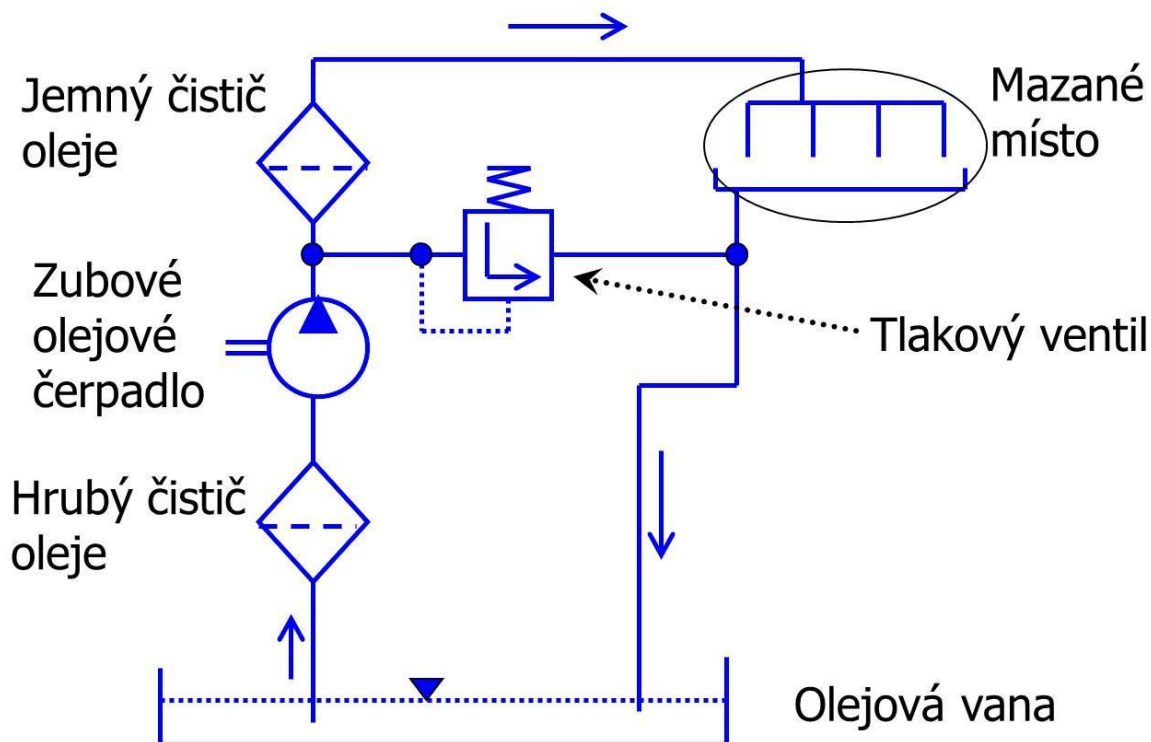 Jemný čistič
oleje
Mazané
místo
Zubové
olejové
čerpadlo
Tlakový ventil
Hrubý čistič
oleje
Olejová vana